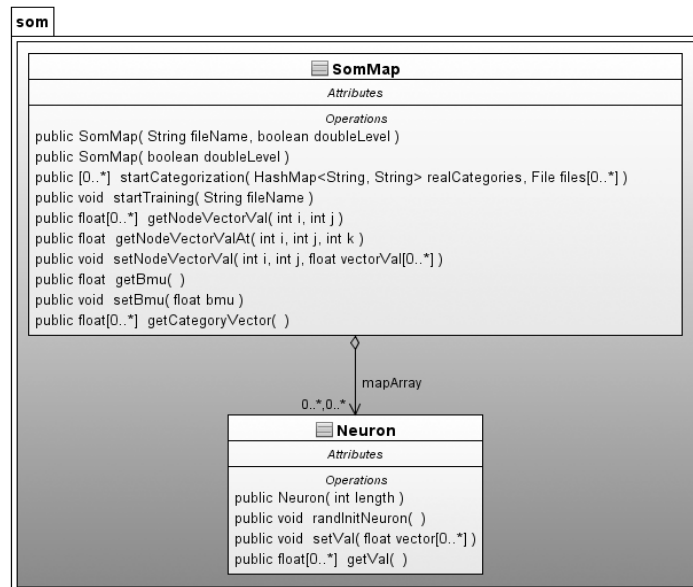 som
SomMap
Attributes
Operations
public SomMap( String fileName, boolean doubleLevel )
public SomMap( boolean doubleLevel )
public [0..*] startCategorization( HashMap<String, String> realCategories, File files[0..*] )
public void startTraining( String fileName )
public float[0..*] getNodeVectorVal( int i, int j )
public float getNodeVectorValAt( int i, int j, int k )
public void setNodeVectorVal( int i, int j, float vectorVal[0..*] )
public float getBmu( )
public void setBmu( float bmu )
public float[0..*] getCategoryVector( )
mapArray
0..*,0..*
Neuron
Attributes
Operations
public Neuron( int length )
public void randInitNeuron( )
public void setVal( float vector[0..*] )
public float[0..*] getVal( )